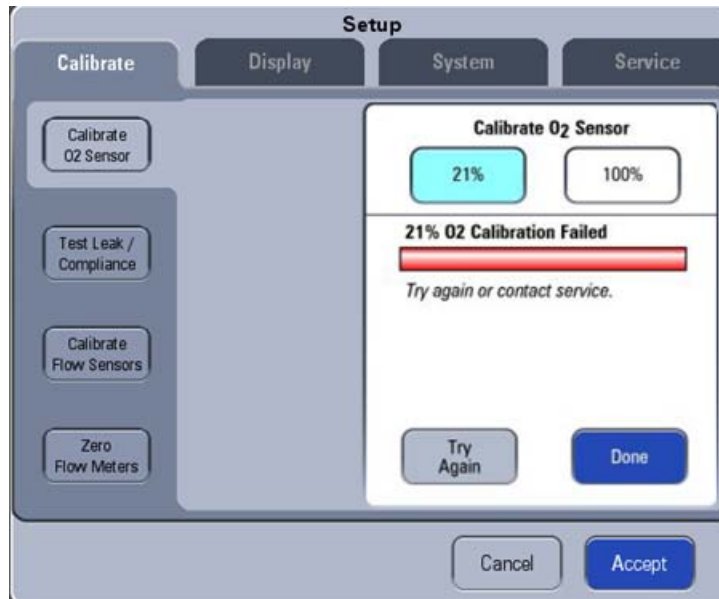 Setup
Calibrate
Display
System
Service
Calibrate
O2 Sensor
Test Leak /
Compliance
Calibrate
Flow Sensors
Zero
Flow Meters
Calibrate O2 Sensor
21%
100%
21% O2 Calibration Failed
Try again or contact service.
Try
Again
Done
Cancel
Accept